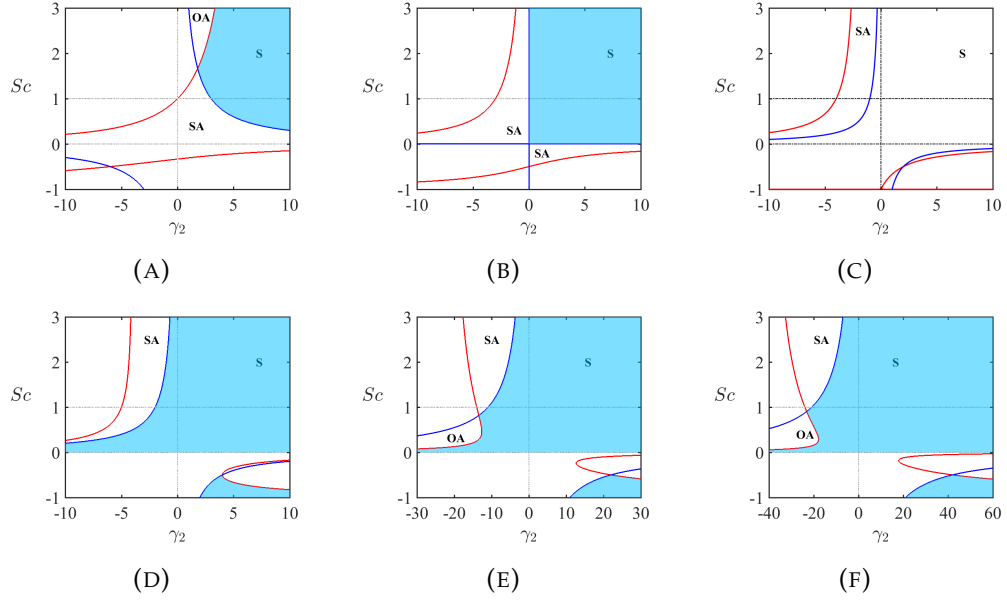 3 3 3
OA SA
2 S 2 S 2 SA S
Sc Sc Sc
1 1 1
SA SA
0 0 0
SA
-1 -1 -1
-10 -5 0 5 10 -10 -5 0 5 10 -10 -5 0 5 10
γ₂ γ₂ γ₂
(A) (B) (C)
3 3 3
SA SA SA
2 S 2 S 2 S
Sc Sc Sc
1 1 1
OA OA
0 0 0
-1 -1 -1
-10 -5 0 5 10 -30 -20 -10 0 10 20 30 -40 -20 0 20 40 60
γ₂ γ₂ γ₂
(D) (E) (F)